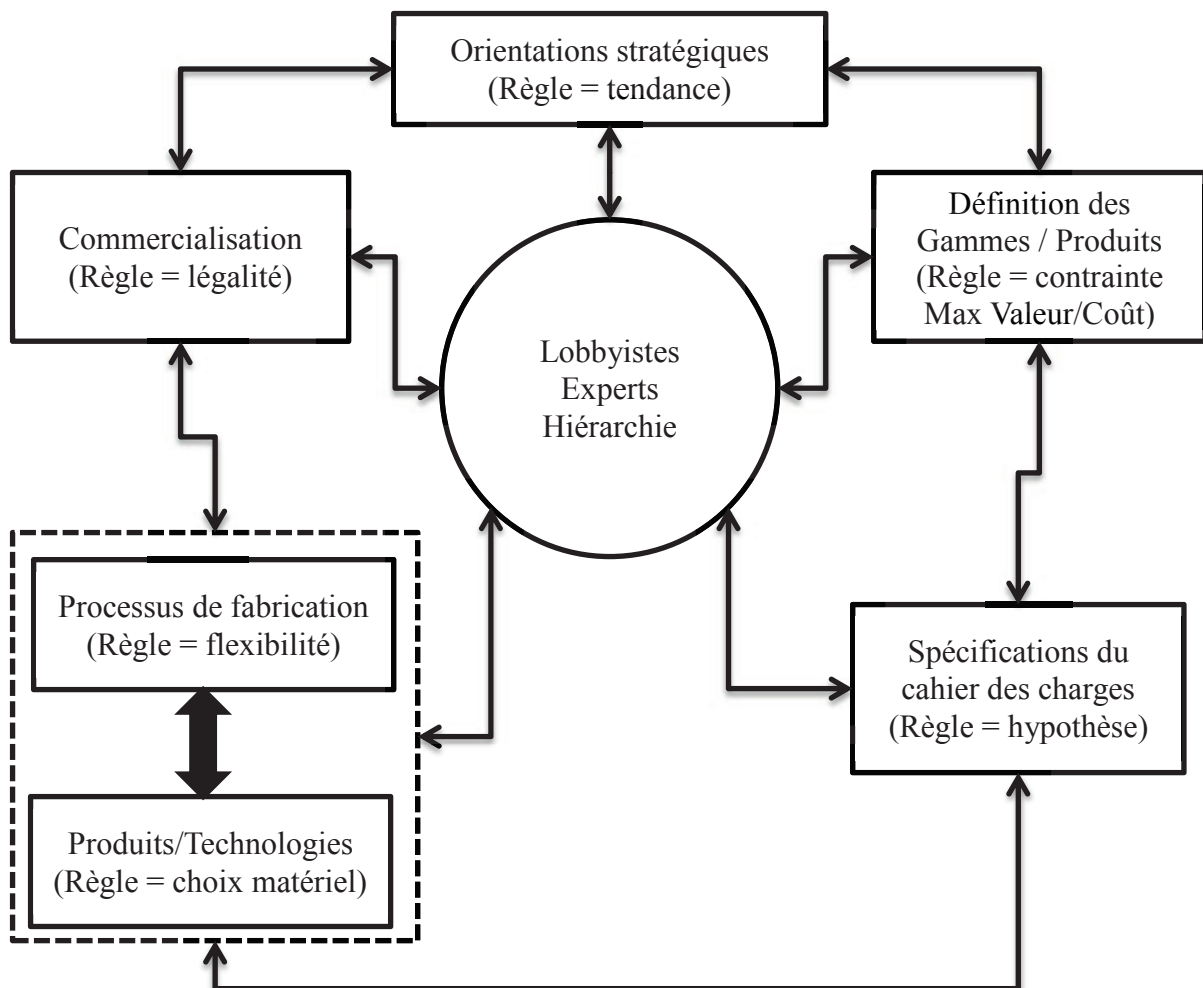 Orientations stratégiques
(Règle = tendance)
Commercialisation
(Règle = légalité)
Définition des
Gammes / Produits
(Règle = contrainte
Max Valeur/Coût)
Lobbyistes
Experts
Hiérarchie
Processus de fabrication
(Règle = flexibilité)
Spécifications du
cahier des charges
(Règle = hypothèse)
Produits/Technologies
(Règle = choix matériel)